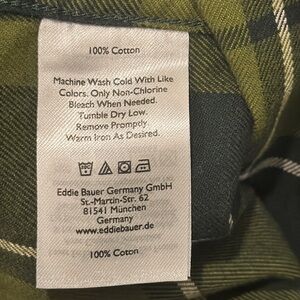 100% Cotton
Machine Wash Cold With Like
Colors. Only Non-Chlorine
Bleach When Needed.
Tumble Dry Low.
Remove Promptly.
Warm Iron As Desired.
Eddie Bauer Germany GmbH
St.-Martin-Str. 62
81541 München
Germany
www.eddiebauer.de
100% Cotton